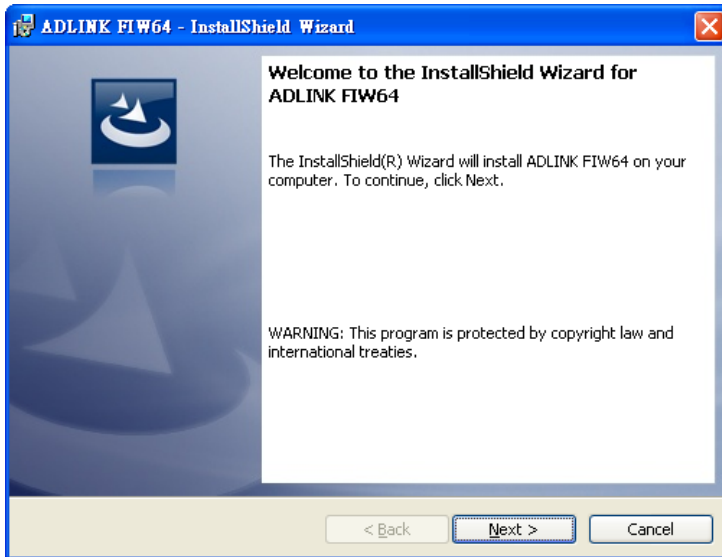 ADLINK FIW64 - InstallShield Wizard
Welcome to the InstallShield Wizard for
ADLINK FIW64
The InstallShield(R) Wizard will install ADLINK FIW64 on your
computer. To continue, click Next.
WARNING: This program is protected by copyright law and
international treaties.
< Back
Next >
Cancel